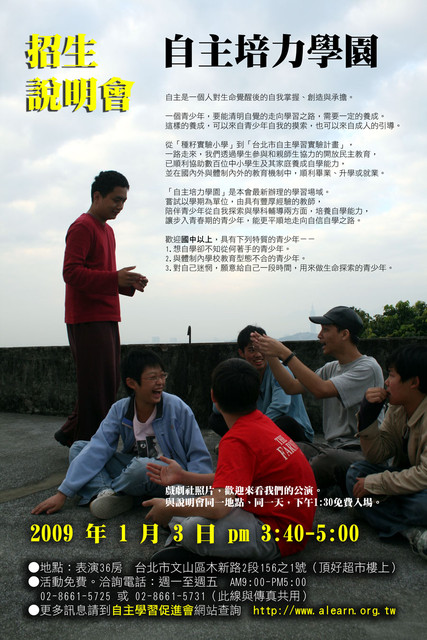 招生
說明會
自主培力學園
自主是一個人對生命覺醒後的自我掌握、創造與承擔。
一個青少年，要能清明自覺的走向學習之路，需要一定的養成。
這樣的養成，可以來自青少年自我的摸索，也可以來自成人的引導。
從「種籽實驗小學」到「台北市自主學習實驗計畫」，
一路走來，我們透過學生參與和親師生協力的開放民主教育，
已順利協助數百位中小學生及其家庭養成自學能力，
並在國內外與體制內外的教育機制中，順利畢業、升學或就業。
「自主培力學園」是本會最新辦理的學習場域。
嘗試以學期為單位，由具有豐厚經驗的教師，
陪伴青少年從自我探索與學科輔導兩方面，培養自學能力，
讓步入青春期的青少年，能更平順地走向自信自學之路。
歡迎國中以上，具有下列特質的青少年——
1.想自學卻不知從何著手的青少年。
2.與體制內學校教育型態不合的青少年。
3.對自己迷惘，願意給自己一段時間，用來做生命探索的青少年。
THE
FARM
戲劇社照片，歡迎來看我們的公演。
與說明會同一地點、同一天，下午1:30免費入場。
2009 年 1 月 3 日 pm 3:40-5:00
●地點：表演36房　台北市文山區木新路2段156之1號（頂好超市樓上）
●活動免費。洽詢電話：週一至週五　AM9:00-PM5:00
02-8661-5725 或 02-8661-5731（此線與傳真共用）
●更多訊息請到自主學習促進會網站查詢　http://www.alearn.org.tw